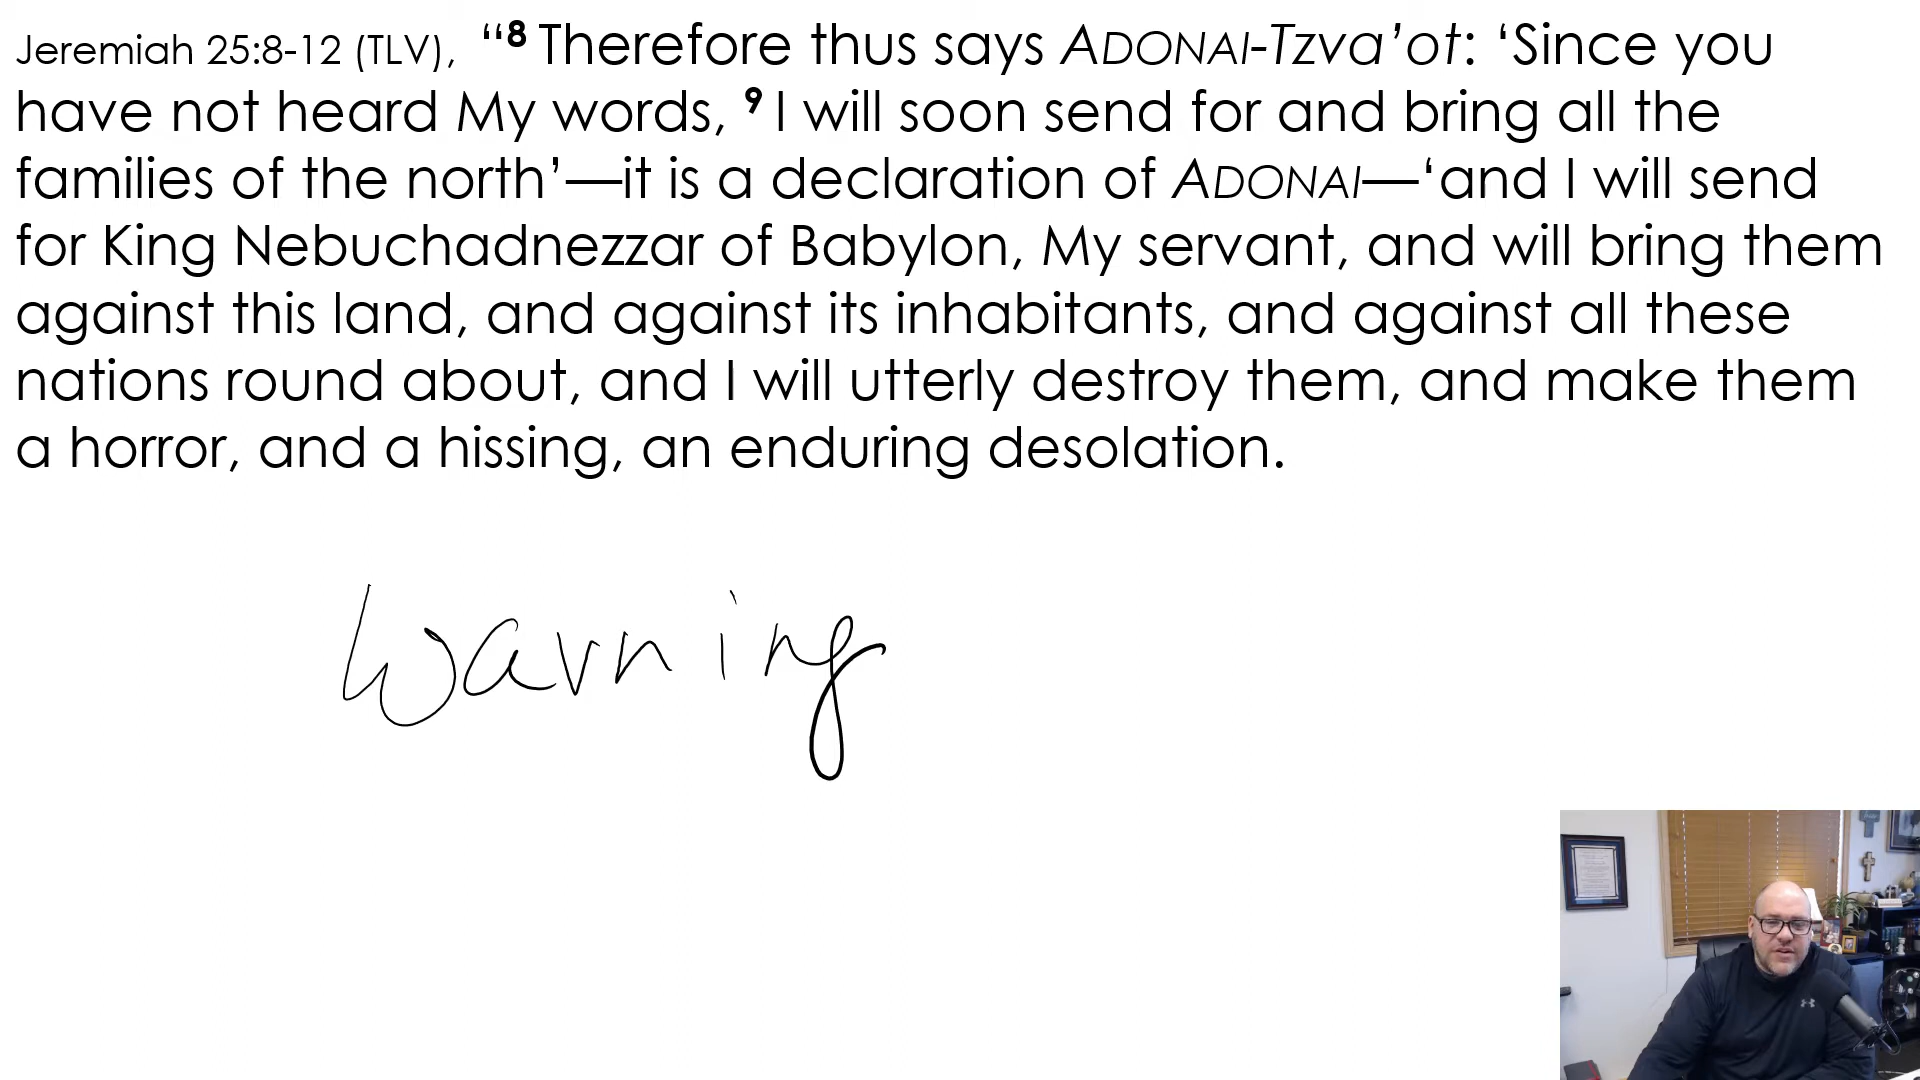 Jeremiah 25:8-12 (TLV), “8 Therefore thus says ADONAI-Tzva’ot: ‘Since you
have not heard My words, 9 I will soon send for and bring all the
families of the north’—it is a declaration of ADONAI—‘and I will send
for King Nebuchadnezzar of Babylon, My servant, and will bring them
against this land, and against its inhabitants, and against all these
nations round about, and I will utterly destroy them, and make them
a horror, and a hissing, an enduring desolation.
Warning